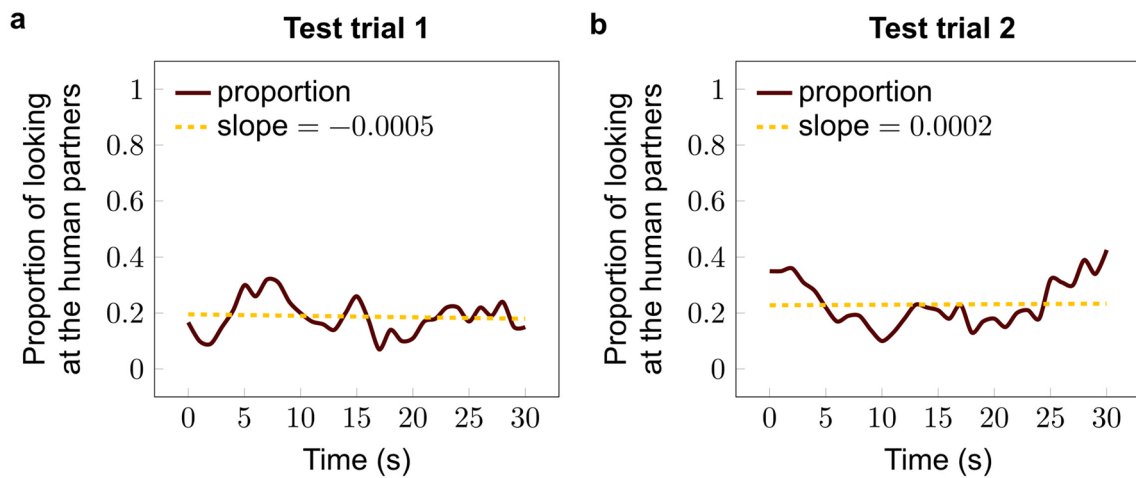 a
Test trial 1
Proportion of looking
at the human partners
1
0.8
0.6
0.4
0.2
0
proportion
slope = −0.0005
0 5 10 15 20 25 30
Time (s)
b
Test trial 2
Proportion of looking
at the human partners
1
0.8
0.6
0.4
0.2
0
proportion
slope = 0.0002
0 5 10 15 20 25 30
Time (s)